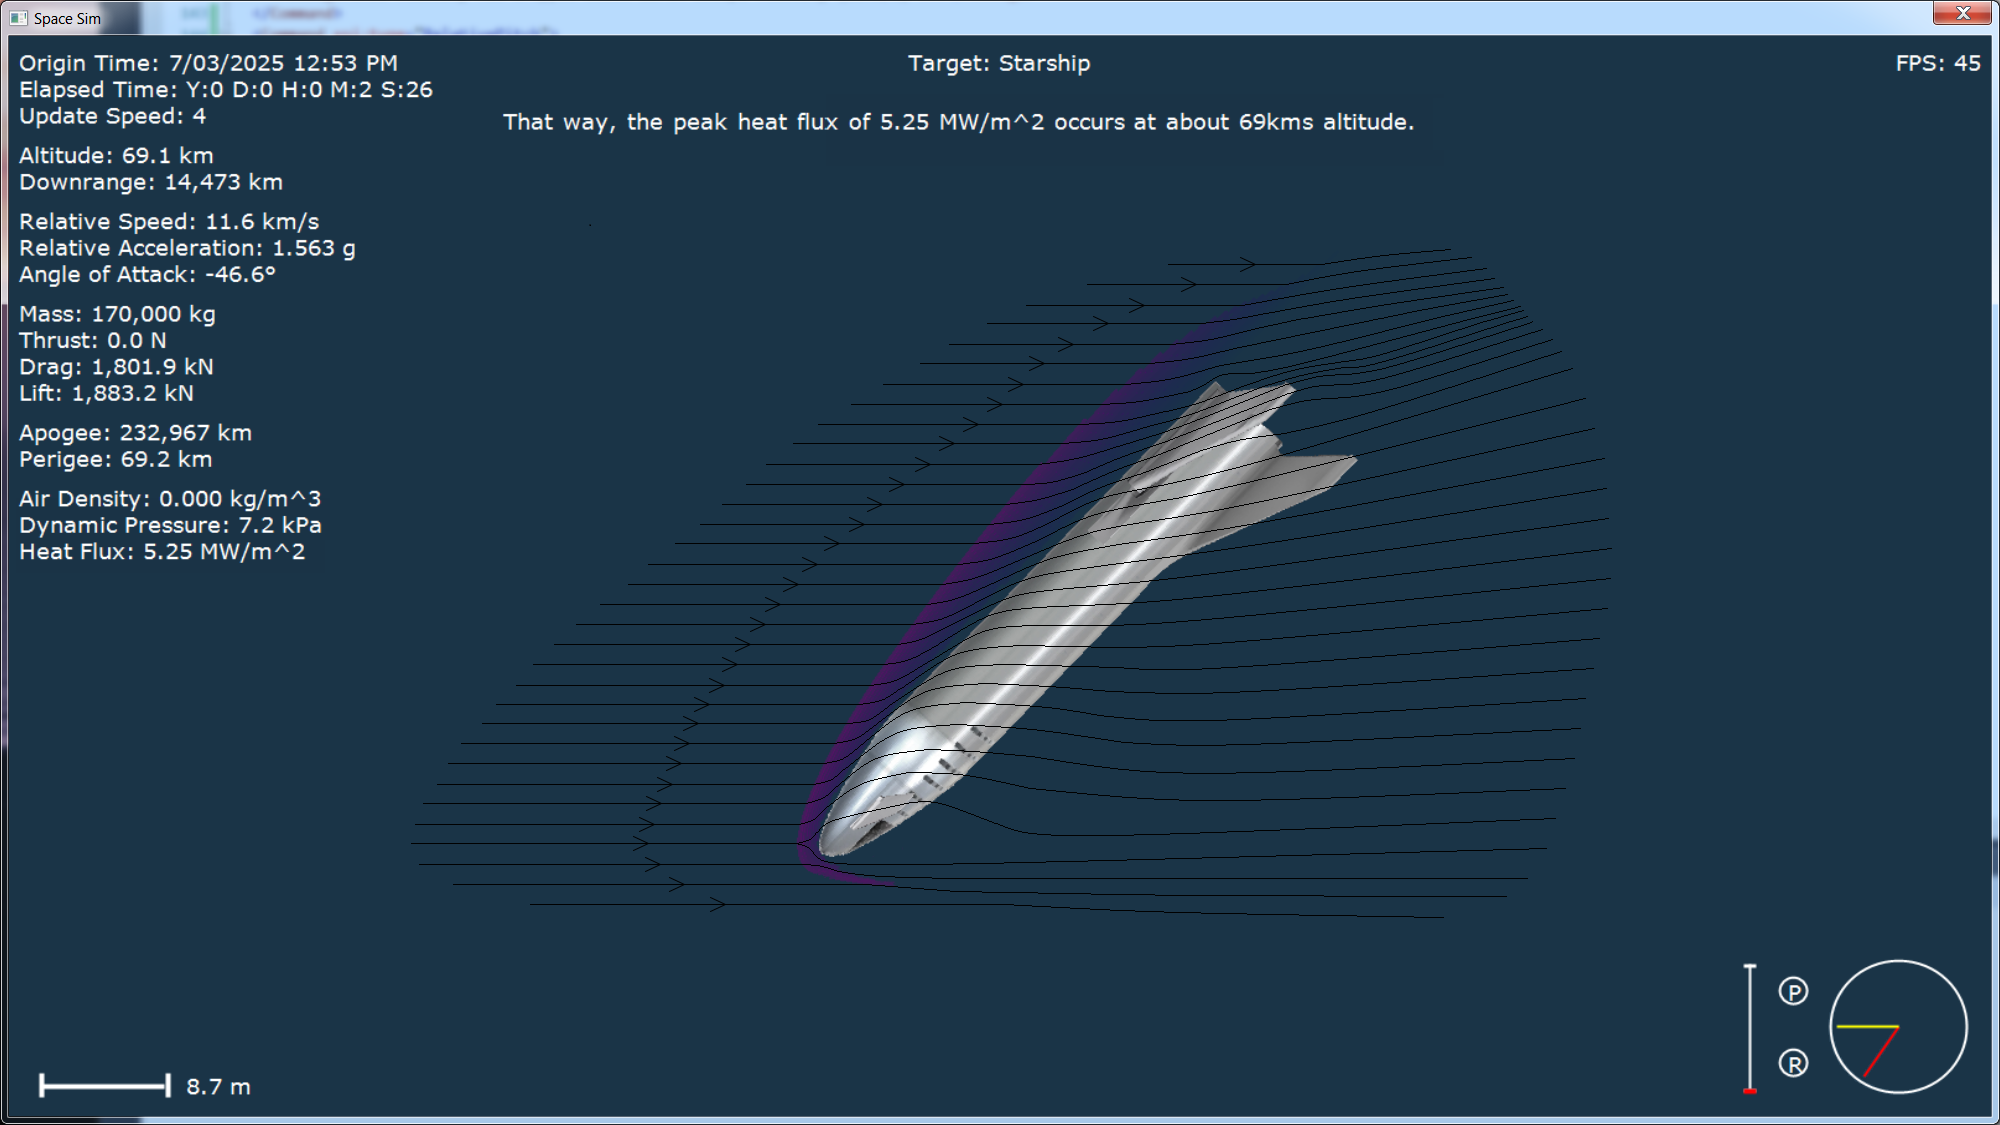 Space Sim
Origin Time: 7/03/2025 12:53 PM
Target: Starship
FPS: 45
Elapsed Time: Y:0 D:0 H:0 M:2 S:26
Update Speed: 4
That way, the peak heat flux of 5.25 MW/m^2 occurs at about 69kms altitude.
Altitude: 69.1 km
Downrange: 14,473 km
Relative Speed: 11.6 km/s
Relative Acceleration: 1.563 g
Angle of Attack: -46.6°
Mass: 170,000 kg
Thrust: 0.0 N
Drag: 1,801.9 kN
Lift: 1,883.2 kN
Apogee: 232,967 km
Perigee: 69.2 km
Air Density: 0.000 kg/m^3
Dynamic Pressure: 7.2 kPa
Heat Flux: 5.25 MW/m^2
P
R
8.7 m